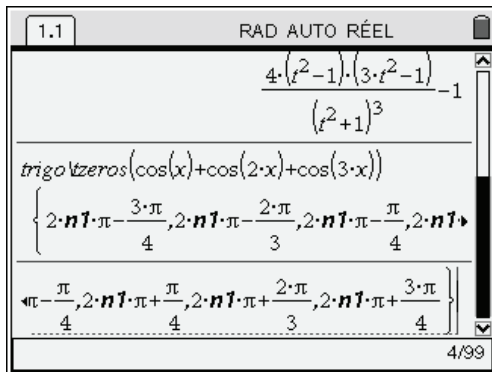 1.1 RAD AUTO RÉEL
4·(t²−1)·(3·t²−1)/(t²+1)³−1
trigo\tzeros(cos(x)+cos(2·x)+cos(3·x))
{2·n1·π−3·π/4,2·n1·π−2·π/3,2·n1·π−π/4,2·n1▸
◂π−π/4,2·n1·π+π/4,2·n1·π+2·π/3,2·n1·π+3·π/4}
4/99